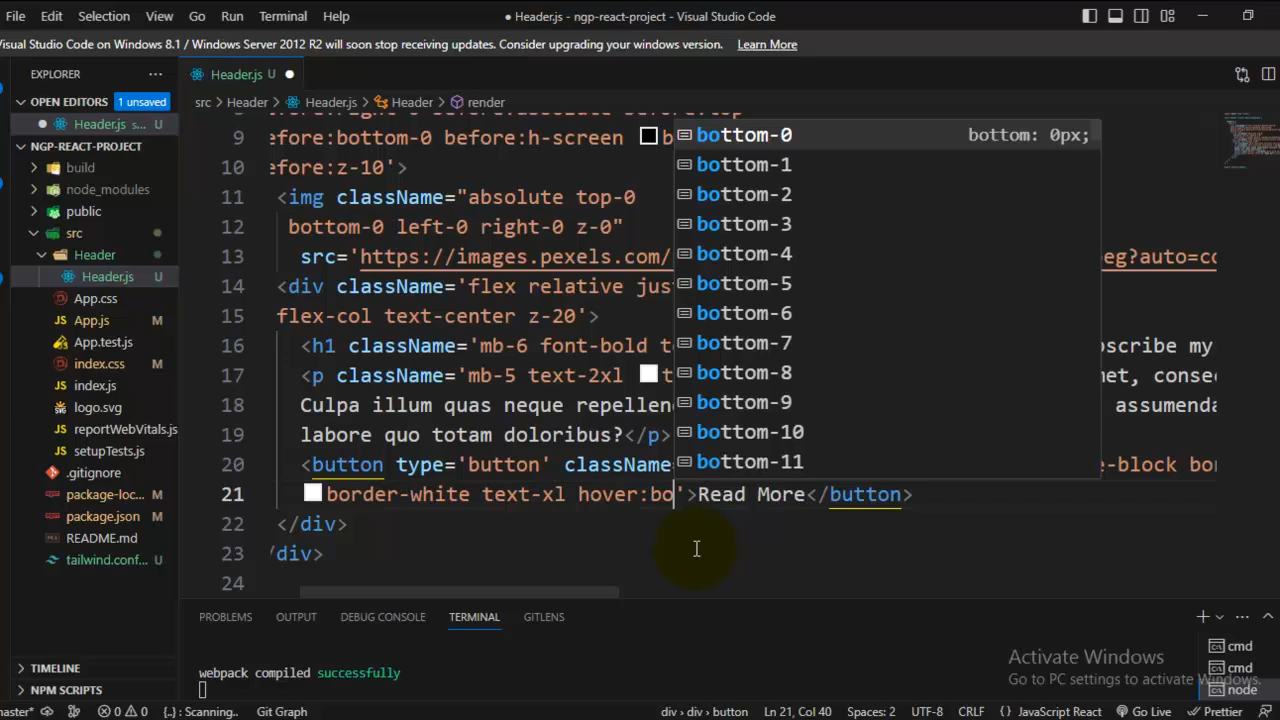 File Edit Selection View Go Run Terminal Help
● Header.js - ngp-react-project - Visual Studio Code
Visual Studio Code on Windows 8.1 / Windows Server 2012 R2 will soon stop receiving updates. Consider upgrading your windows version. Learn More
EXPLORER
OPEN EDITORS 1 unsaved
Header.js s... U
NGP-REACT-PROJECT
build
node_modules
public
src
Header
Header.js U
App.css
App.js M
App.test.js
index.css M
index.js
logo.svg
reportWebVitals.js
setupTests.js
.gitignore
package-loc... M
package.json M
README.md
tailwind.conf... U
TIMELINE
NPM SCRIPTS
Header.js U
src > Header > Header.js > Header > render
9 efore:bottom-0 before:h-screen b
10 efore:z-10'>
11 <img className="absolute top-0
12 bottom-0 left-0 right-0 z-0"
13 src='https://images.pexels.com/ eg?auto=co
14 <div className='flex relative jus
15 flex-col text-center z-20'>
16 <h1 className='mb-6 font-bold te scribe my
17 <p className='mb-5 text-2xl t met, consec
18 Culpa illum quas neque repellen assumenda
19 labore quo totam doloribus?</p>
20 <button type='button' className= e-block bor
21 border-white text-xl hover:bo'>Read More</button>
22 </div>
23 /div>
24
bottom-0 bottom: 0px;
bottom-1
bottom-2
bottom-3
bottom-4
bottom-5
bottom-6
bottom-7
bottom-8
bottom-9
bottom-10
bottom-11
PROBLEMS OUTPUT DEBUG CONSOLE TERMINAL GITLENS
webpack compiled successfully
cmd
cmd
node
Activate Windows
Go to PC settings to activate Windows.
master* 0 0 {..}: Scanning.. Git Graph div › div › button Ln 21, Col 40 Spaces: 2 UTF-8 CRLF {} JavaScript React Go Live Prettier